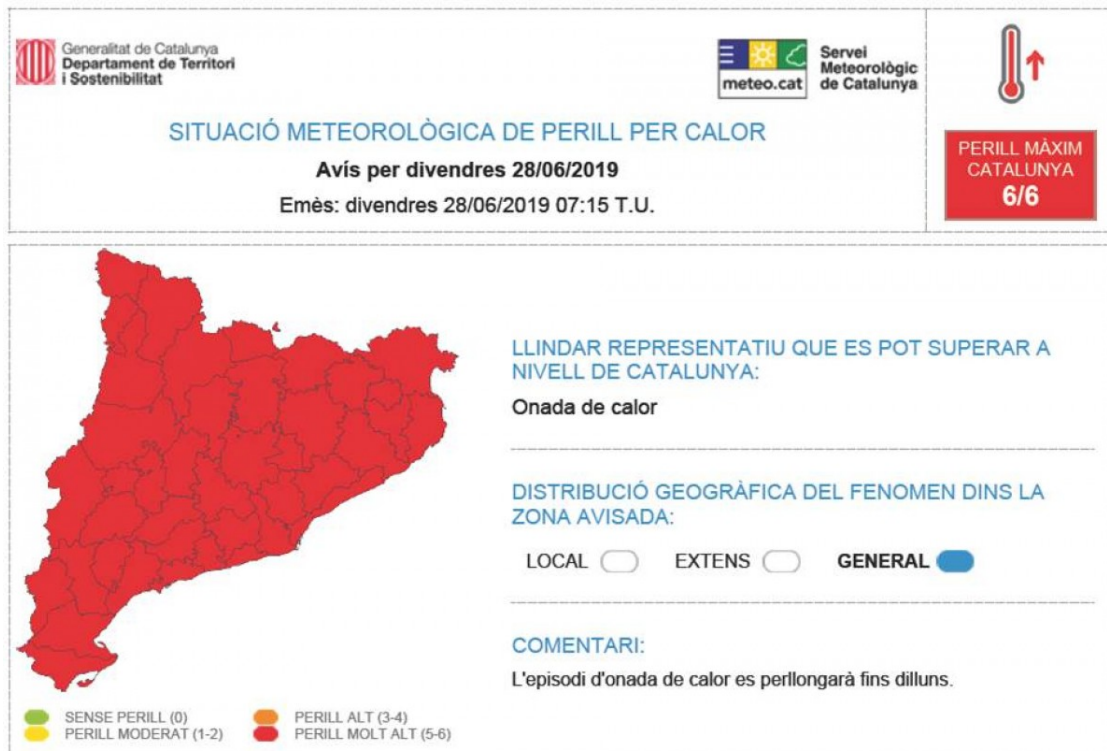 Generalitat de Catalunya
Departament de Territori
i Sostenibilitat
meteo.cat
Servei
Meteorològic
de Catalunya
SITUACIÓ METEOROLÒGICA DE PERILL PER CALOR
Avís per divendres 28/06/2019
Emès: divendres 28/06/2019 07:15 T.U.
PERILL MÀXIM
CATALUNYA
6/6
LLINDAR REPRESENTATIU QUE ES POT SUPERAR A
NIVELL DE CATALUNYA:
Onada de calor
DISTRIBUCIÓ GEOGRÀFICA DEL FENOMEN DINS LA
ZONA AVISADA:
LOCAL EXTENS GENERAL
COMENTARI:
L'episodi d'onada de calor es perllongarà fins dilluns.
SENSE PERILL (0) PERILL ALT (3-4)
PERILL MODERAT (1-2) PERILL MOLT ALT (5-6)